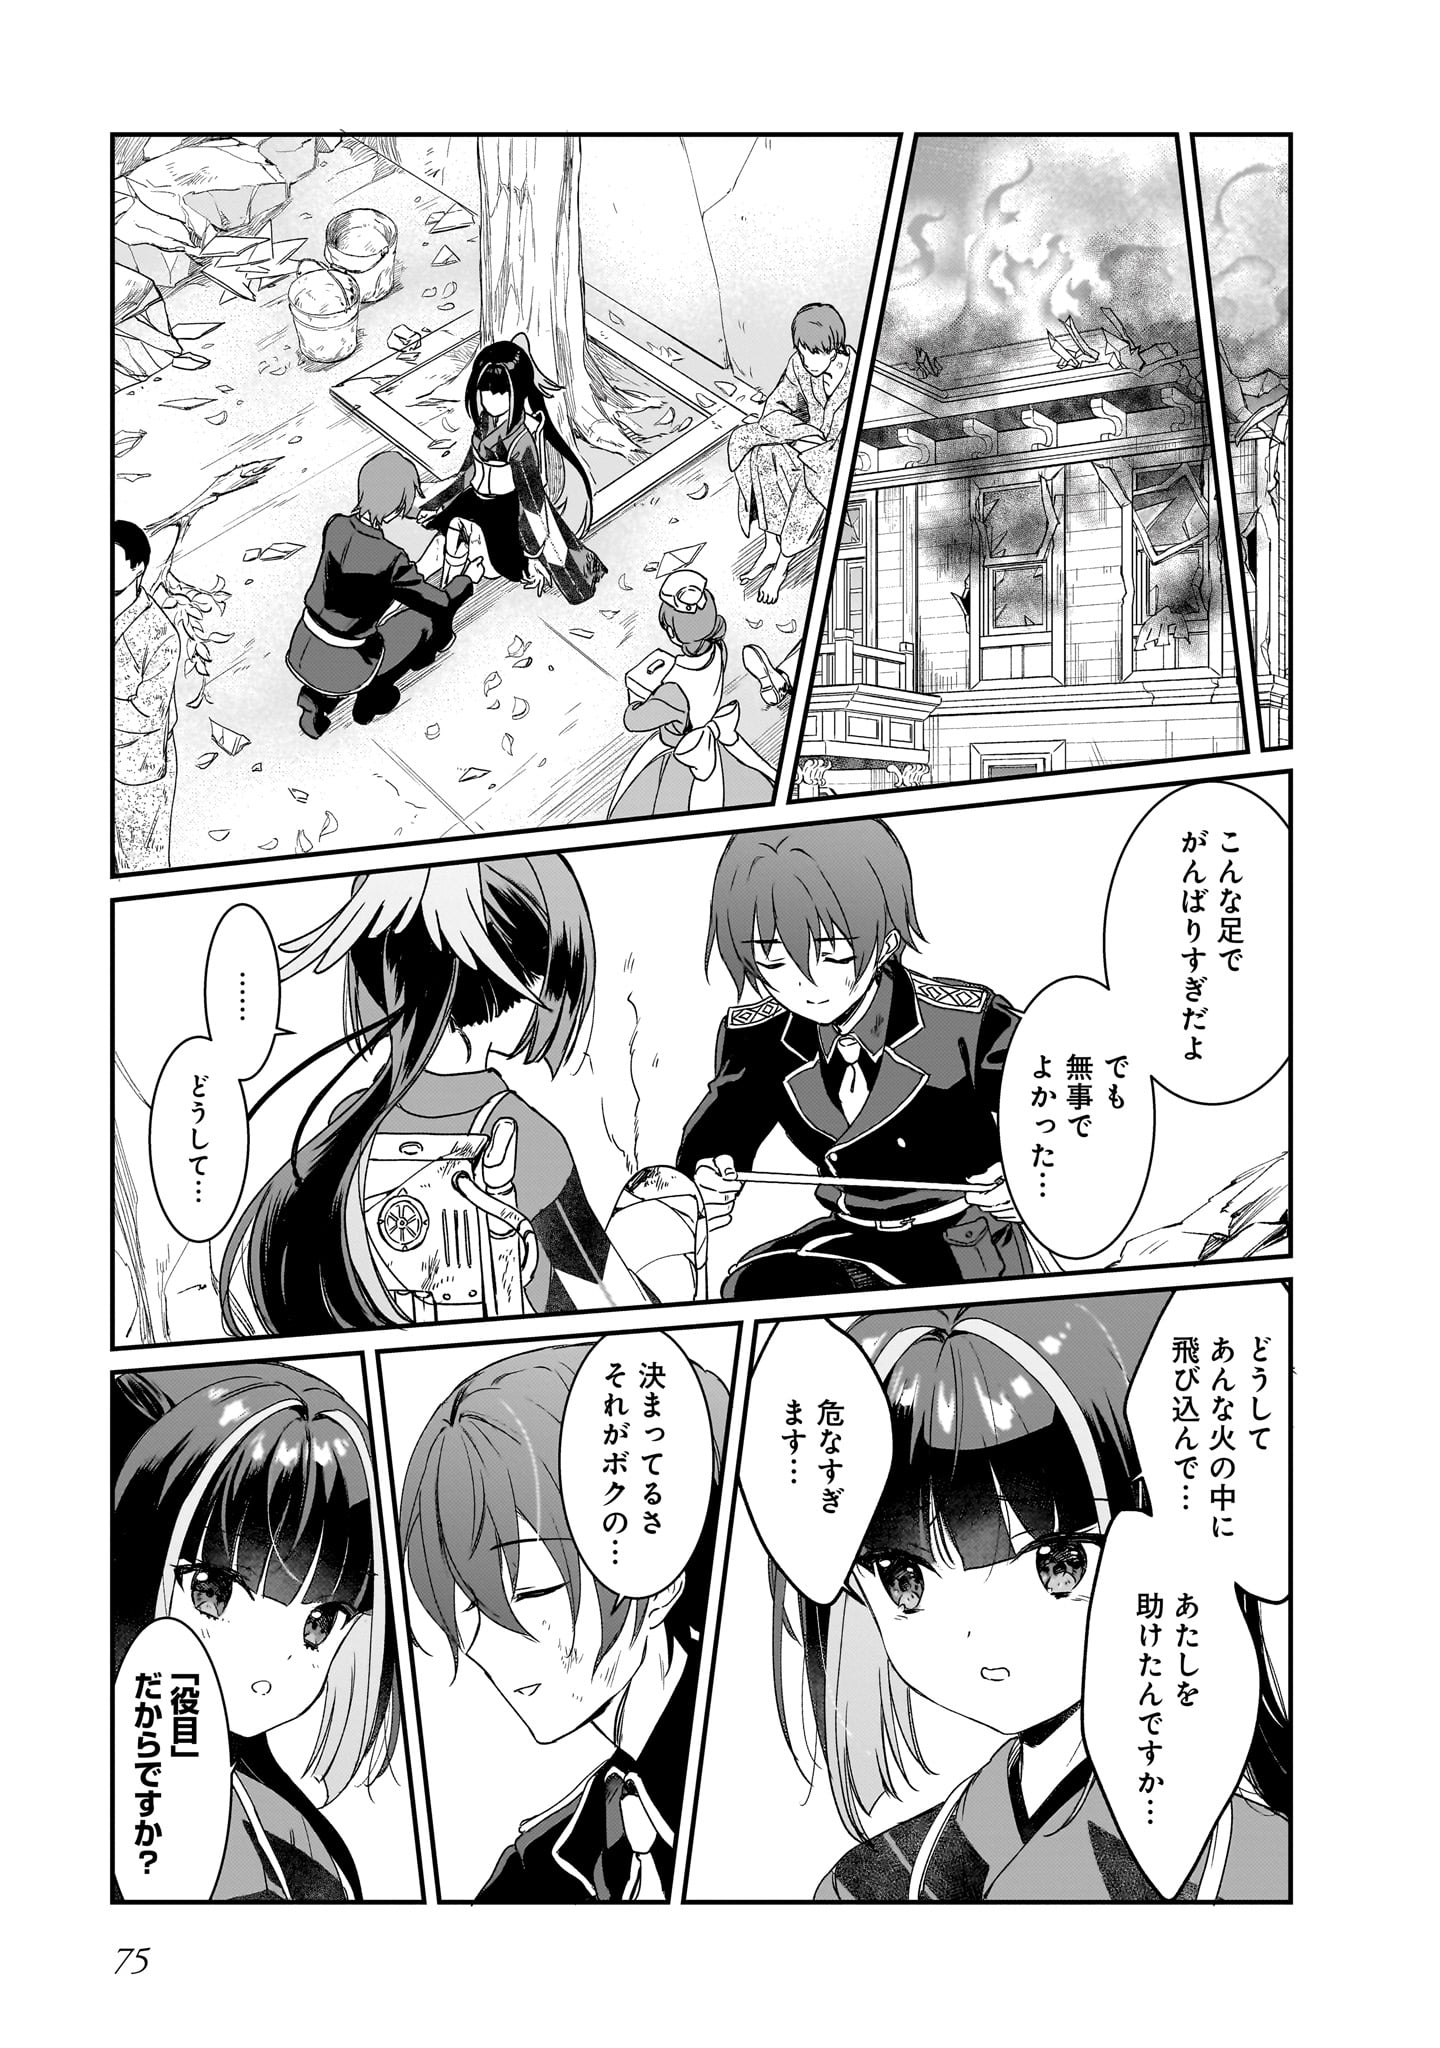 こんな足で
がんばりすぎだよ
でも
無事で
よかった…
……
どうして…
どうして
あんな火の中に
飛び込んで…
あたしを
助けたんですか…
危なすぎ
ます…
決まってるさ
それがボクの…
「役目」
だからですか?
75